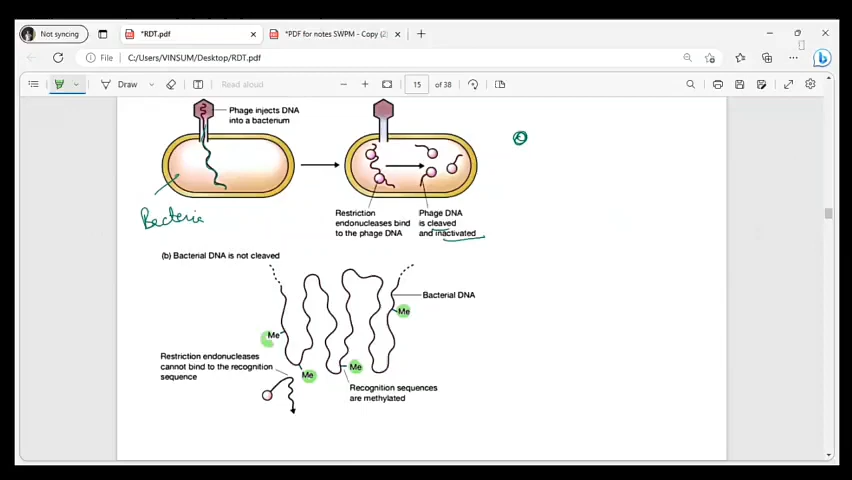 Not syncing
*RDT.pdf
*PDF for notes SWPM - Copy (2)
File
C:/Users/VINSUM/Desktop/RDT.pdf
Draw
Read aloud
15
of 38
Phage injects DNA
into a bacterium
Bacteria
Restriction
endonucleases bind
to the phage DNA
Phage DNA
is cleaved
and inactivated
(b) Bacterial DNA is not cleaved
Bacterial DNA
Me
Me
Me
Me
Restriction endonucleases
cannot bind to the recognition
sequence
Recognition sequences
are methylated